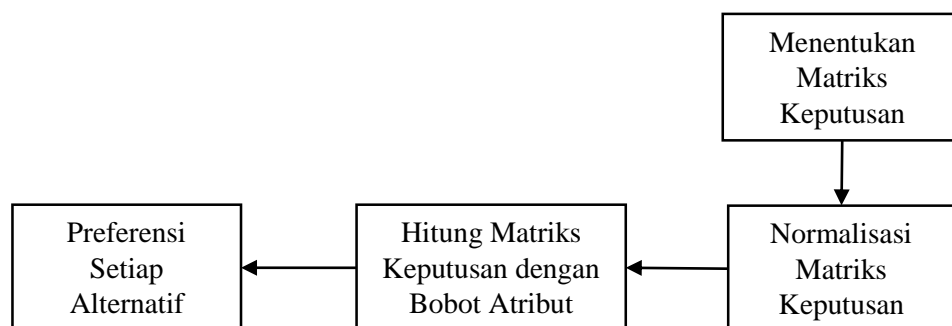 Menentukan
Matriks
Keputusan
Normalisasi
Matriks
Keputusan
Hitung Matriks
Keputusan dengan
Bobot Atribut
Preferensi
Setiap
Alternatif